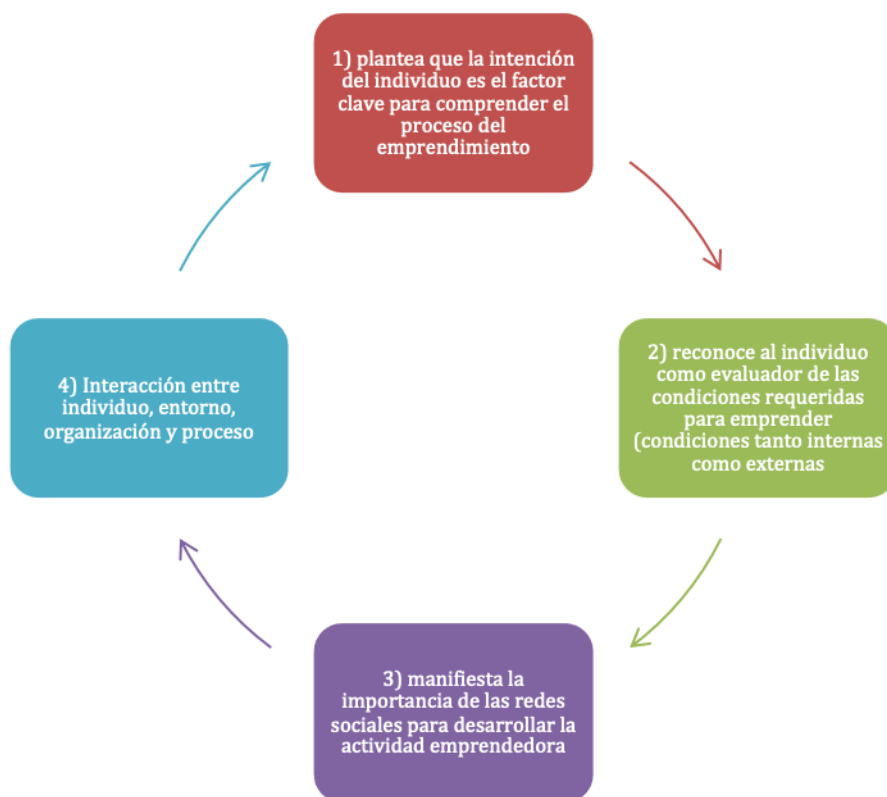 1) plantea que la intención
del individuo es el factor
clave para comprender el
proceso del
emprendimiento
2) reconoce al individuo
como evaluador de las
condiciones requeridas
para emprender
(condiciones tanto internas
como externas
3) manifiesta la
importancia de las redes
sociales para desarrollar la
actividad emprendedora
4) Interacción entre
individuo, entorno,
organización y proceso